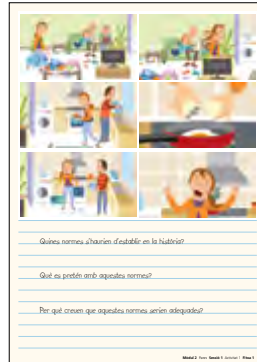 Quines normes s'haurien d'establir en la història?
Què es pretén amb aquestes normes?
Per què creuen que aquestes normes serien adequades?